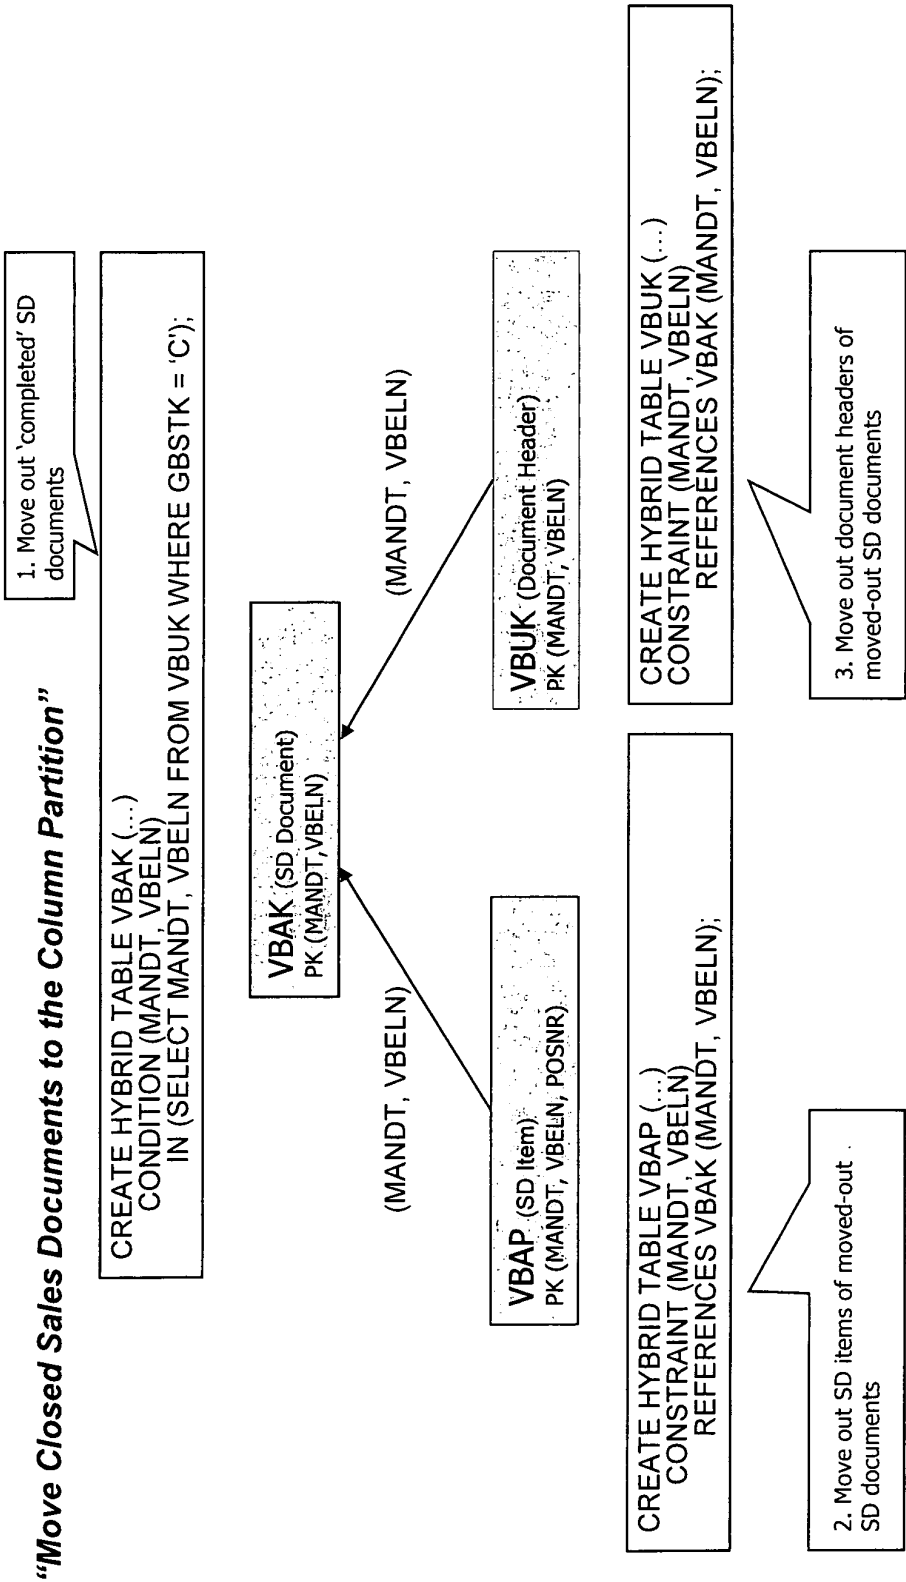 “Move Closed Sales Documents to the Column Partition”
1. Move out ‘completed’ SD
documents
CREATE HYBRID TABLE VBAK (...)
CONDITION (MANDT, VBELN)
IN (SELECT MANDT, VBELN FROM VBUK WHERE GBSTK = 'C');
VBAK (SD Document)
PK (MANDT,VBELN)
(MANDT, VBELN)
(MANDT, VBELN)
VBAP (SD Item)
PK (MANDT, VBELN, POSNR)
VBUK (Document Header)
PK (MANDT, VBELN)
CREATE HYBRID TABLE VBAP (...)
CONSTRAINT (MANDT, VBELN)
REFERENCES VBAK (MANDT, VBELN);
CREATE HYBRID TABLE VBUK (...)
CONSTRAINT (MANDT, VBELN)
REFERENCES VBAK (MANDT, VBELN);
2. Move out SD items of moved-out
SD documents
3. Move out document headers of
moved-out SD documents